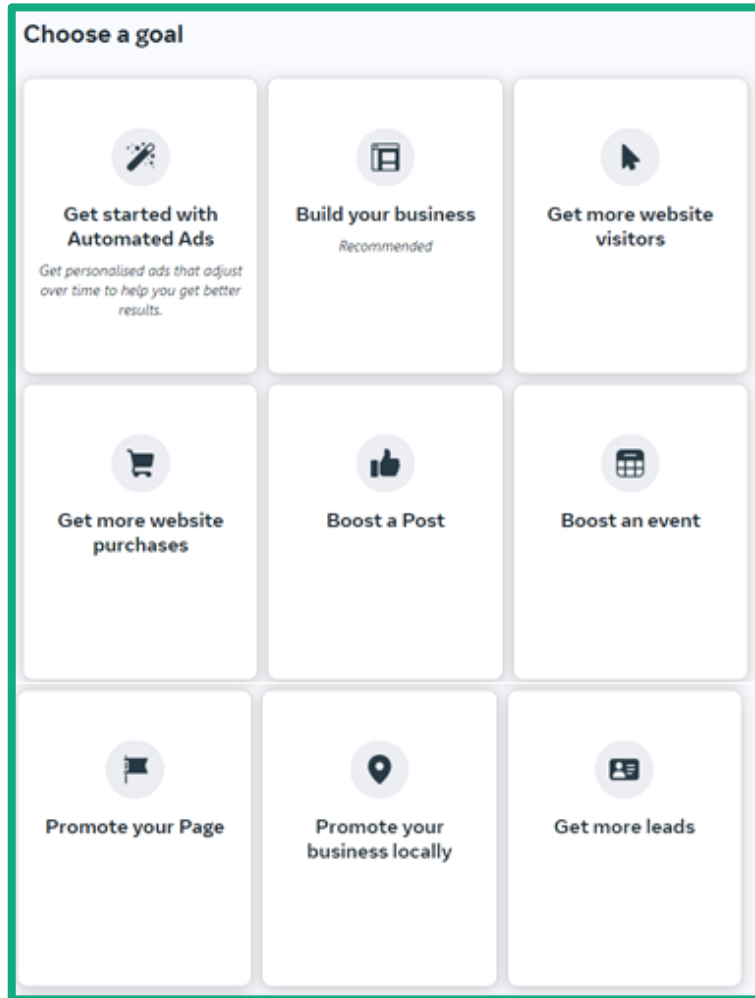 Choose a goal
Get started with
Automated Ads
Get personalised ads that adjust
over time to help you get better
results.
Build your business
Recommended
Get more website
visitors
Get more website
purchases
Boost a Post
Boost an event
Promote your Page
Promote your
business locally
Get more leads